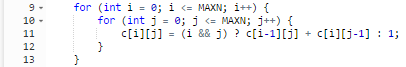 9 for (int i = 0; i <= MAXN; i++) {
10 for (int j = 0; j <= MAXN; j++) {
11 c[i][j] = (i && j) ? c[i-1][j] + c[i][j-1] : 1;
12 }
13 }